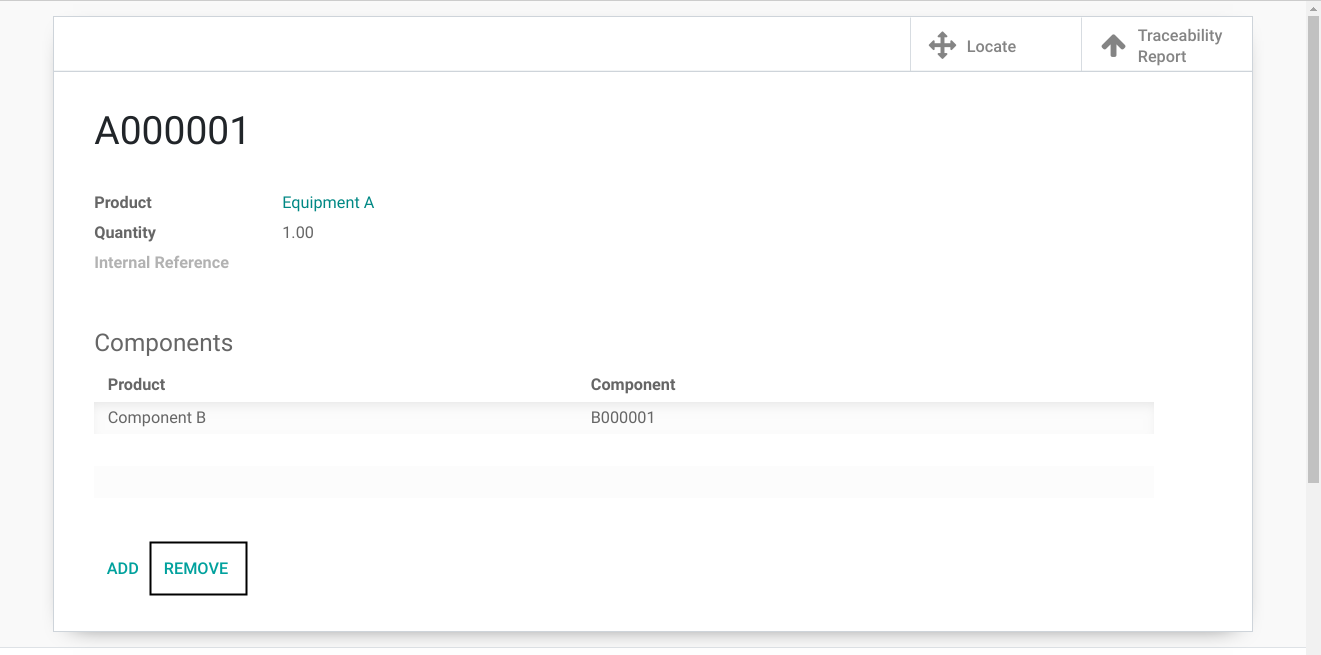 Locate
Traceability
Report
A000001
Product Equipment A
Quantity 1.00
Internal Reference
Components
Product Component
Component B B000001
ADD REMOVE